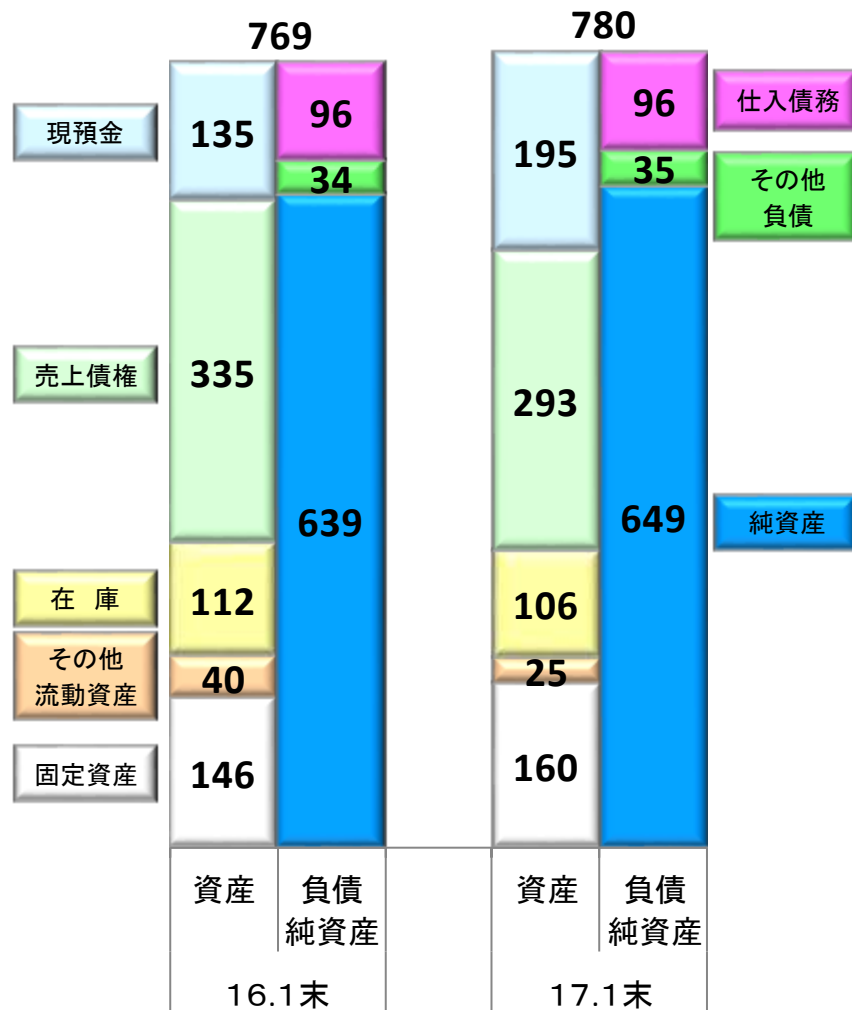 769
780
現預金
135
96
195
96
仕入債務
34
35
その他
負債
売上債権
335
293
639
649
純資産
在 庫
112
106
その他
流動資産
40
25
固定資産
146
160
資産
負債
純資産
資産
負債
純資産
16.1末
17.1末